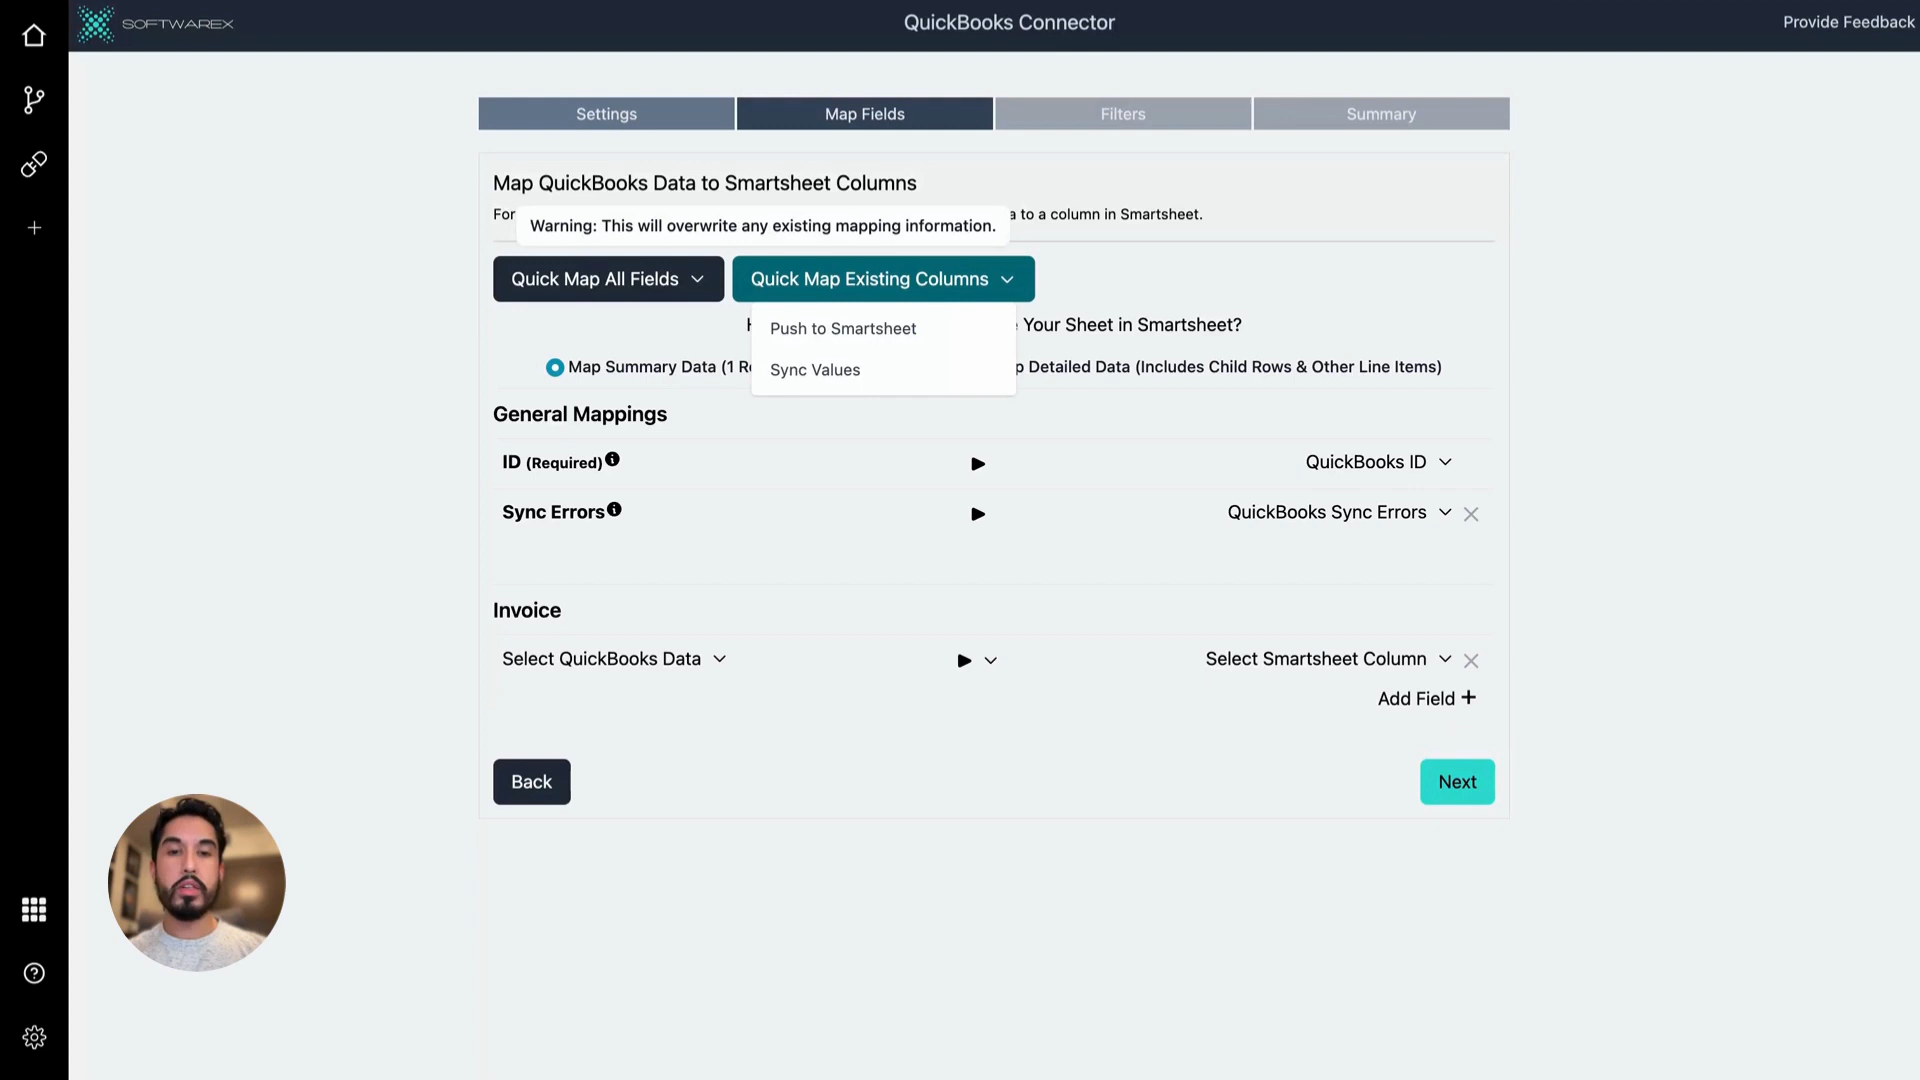 SOFTWAREX
QuickBooks Connector
Provide Feedback
Settings
Map Fields
Filters
Summary
Map QuickBooks Data to Smartsheet Columns
For
a to a column in Smartsheet.
Warning: This will overwrite any existing mapping information.
Quick Map All Fields
Quick Map Existing Columns
Push to Smartsheet
Sync Values
Your Sheet in Smartsheet?
Map Summary Data (1 R
p Detailed Data (Includes Child Rows & Other Line Items)
General Mappings
ID (Required)
QuickBooks ID
Sync Errors
QuickBooks Sync Errors
Invoice
Select QuickBooks Data
Select Smartsheet Column
Add Field +
Back
Next